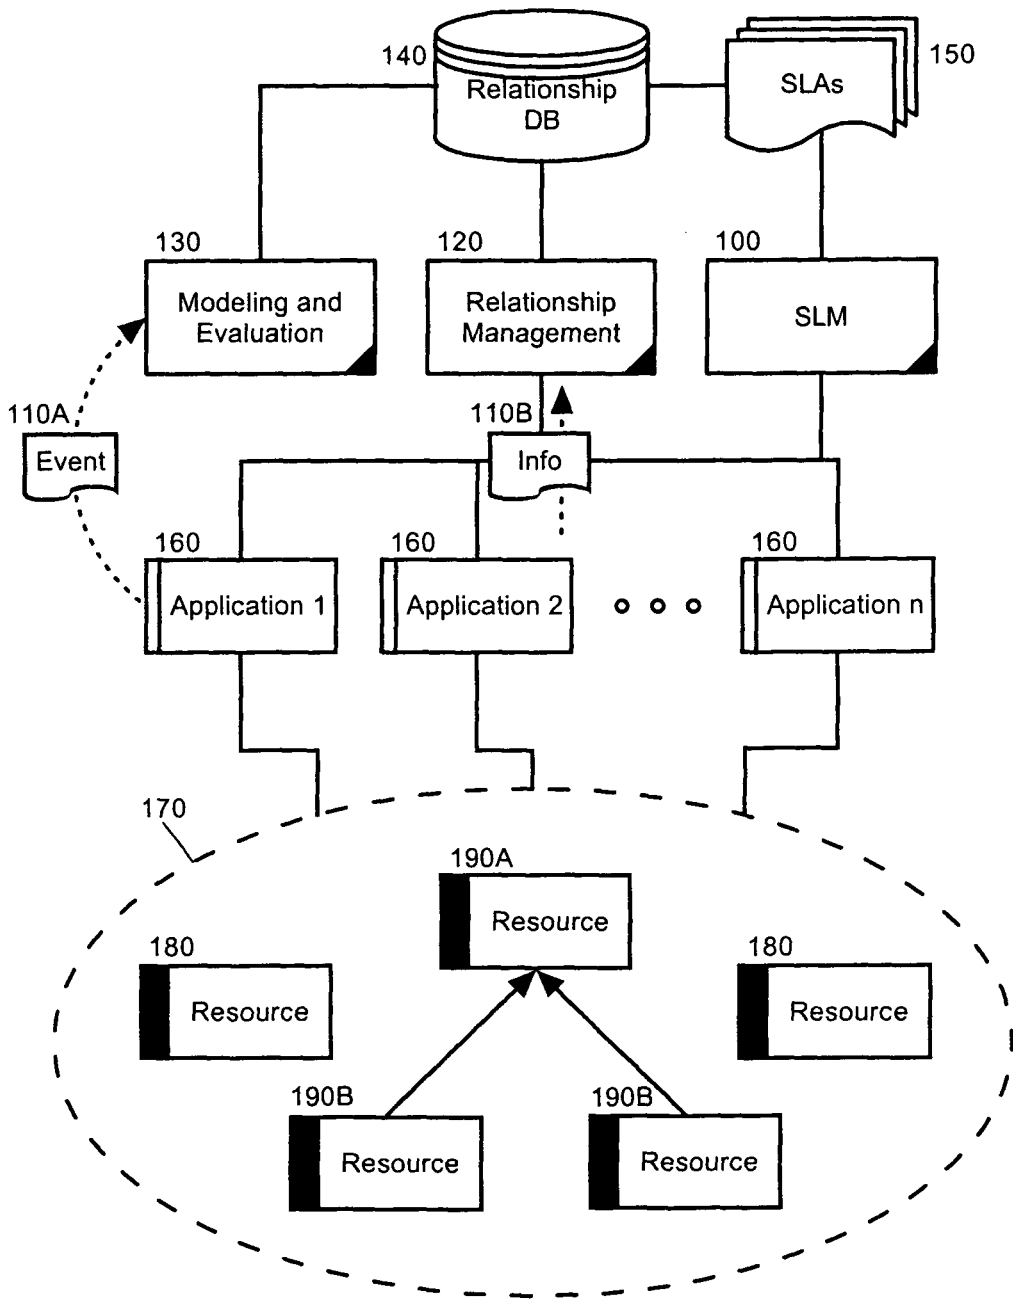 140
Relationship
DB
SLAs
150
130
Modeling and
Evaluation
120
Relationship
Management
100
SLM
110A
Event
110B
Info
160
Application 1
160
Application 2
160
Application n
170
190A
Resource
180
Resource
180
Resource
190B
Resource
190B
Resource